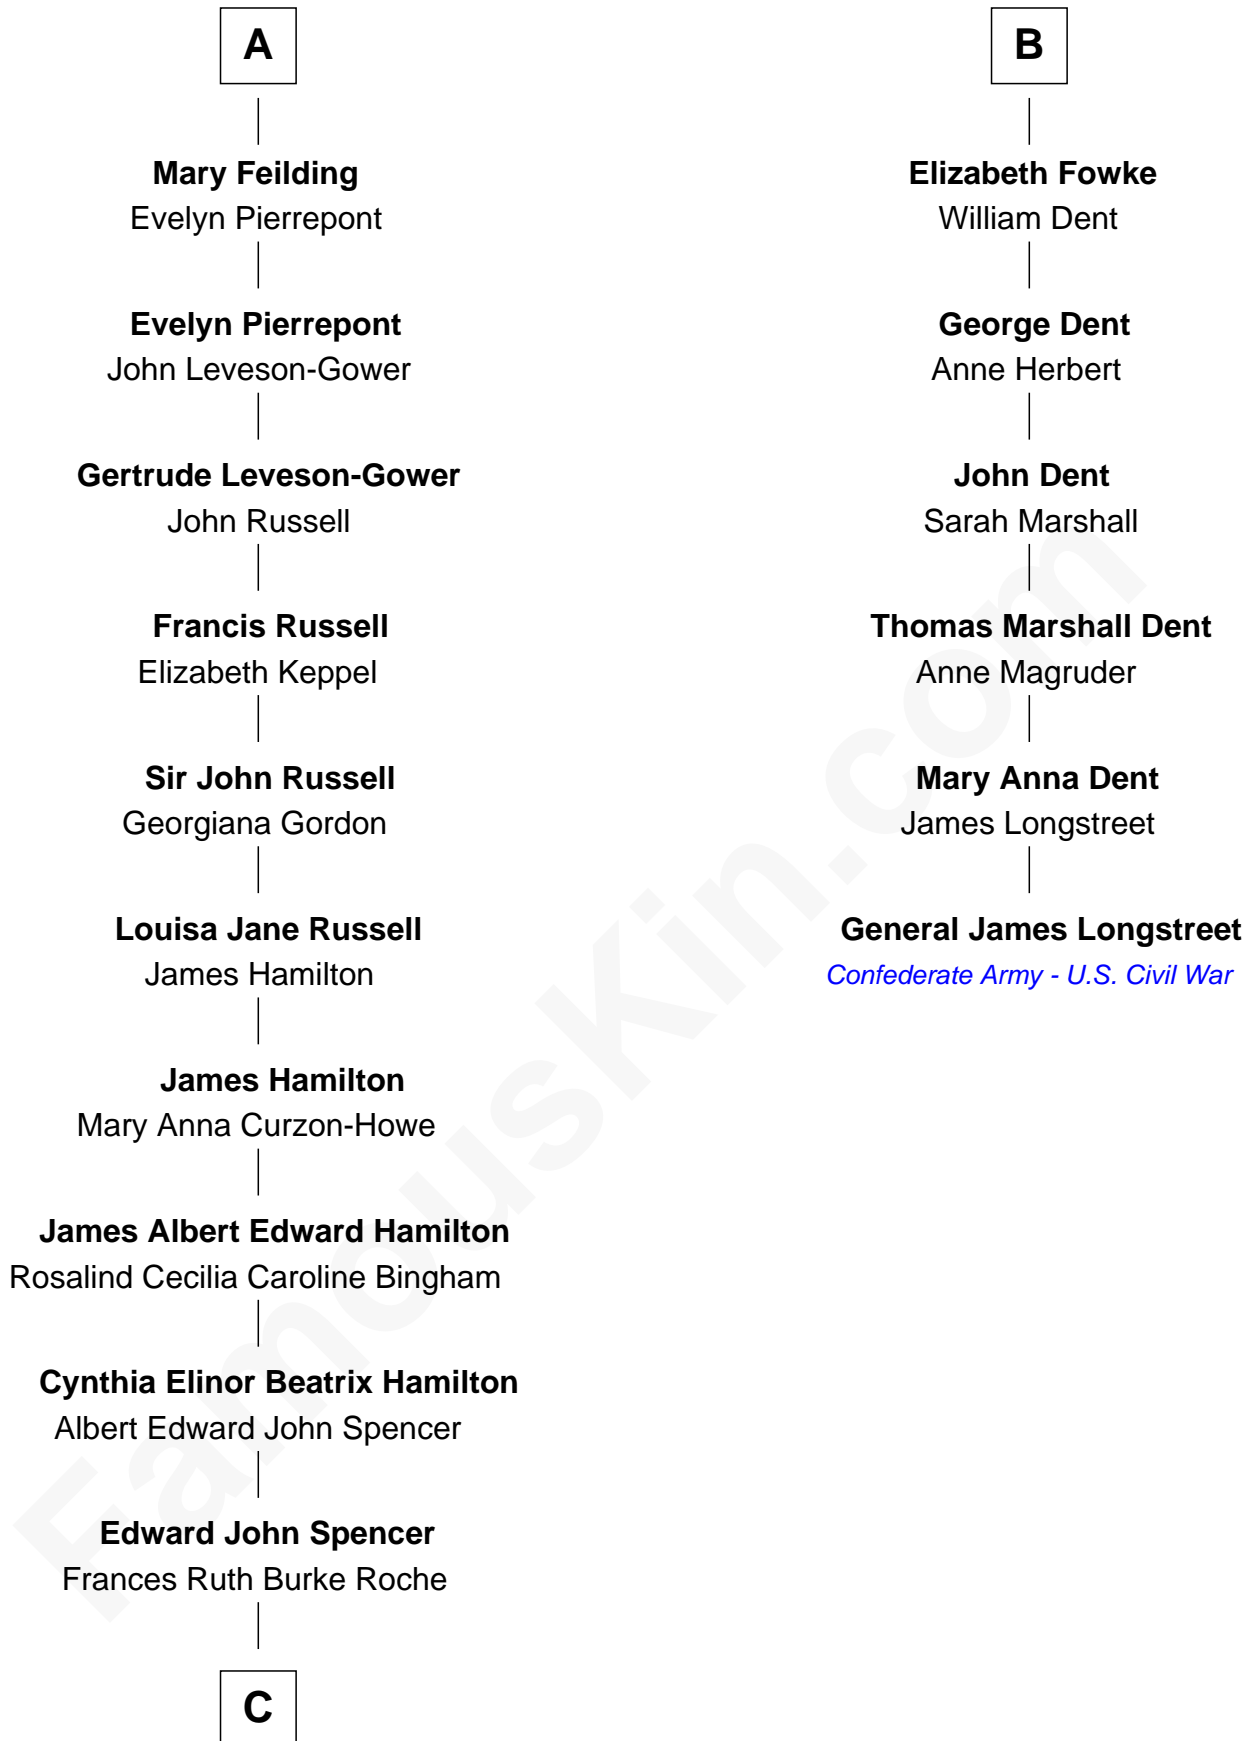 A
Mary Feilding
Evelyn Pierrepont
Evelyn Pierrepont
John Leveson-Gower
Gertrude Leveson-Gower
John Russell
Francis Russell
Elizabeth Keppel
Sir John Russell
Georgiana Gordon
Louisa Jane Russell
James Hamilton
James Hamilton
Mary Anna Curzon-Howe
James Albert Edward Hamilton
Rosalind Cecilia Caroline Bingham
Cynthia Elinor Beatrix Hamilton
Albert Edward John Spencer
Edward John Spencer
Frances Ruth Burke Roche
C
B
Elizabeth Fowke
William Dent
George Dent
Anne Herbert
John Dent
Sarah Marshall
Thomas Marshall Dent
Anne Magruder
Mary Anna Dent
James Longstreet
General James Longstreet
Confederate Army - U.S. Civil War
FamousKin.com